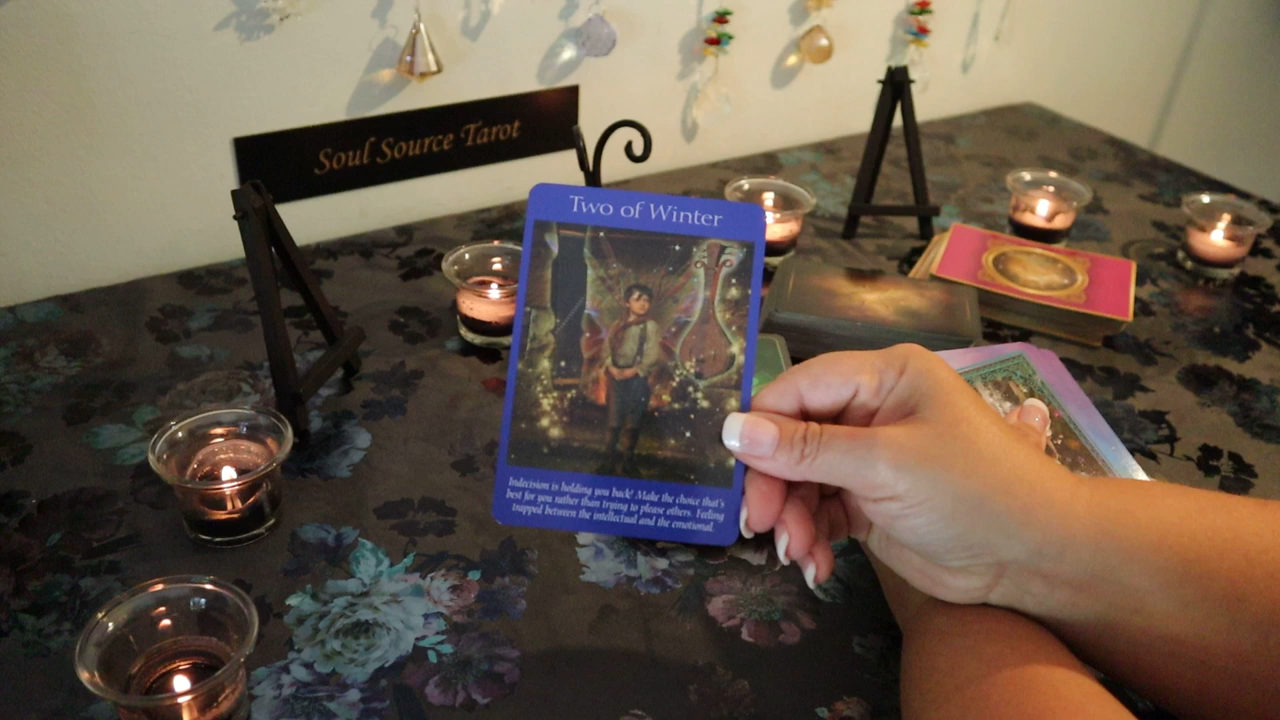 Soul Source Tarot
Two of Winter
Indecision is holding you back! Make the choice that's
best for you rather than trying to please others. Feeling
trapped between the intellectual and the emotional.